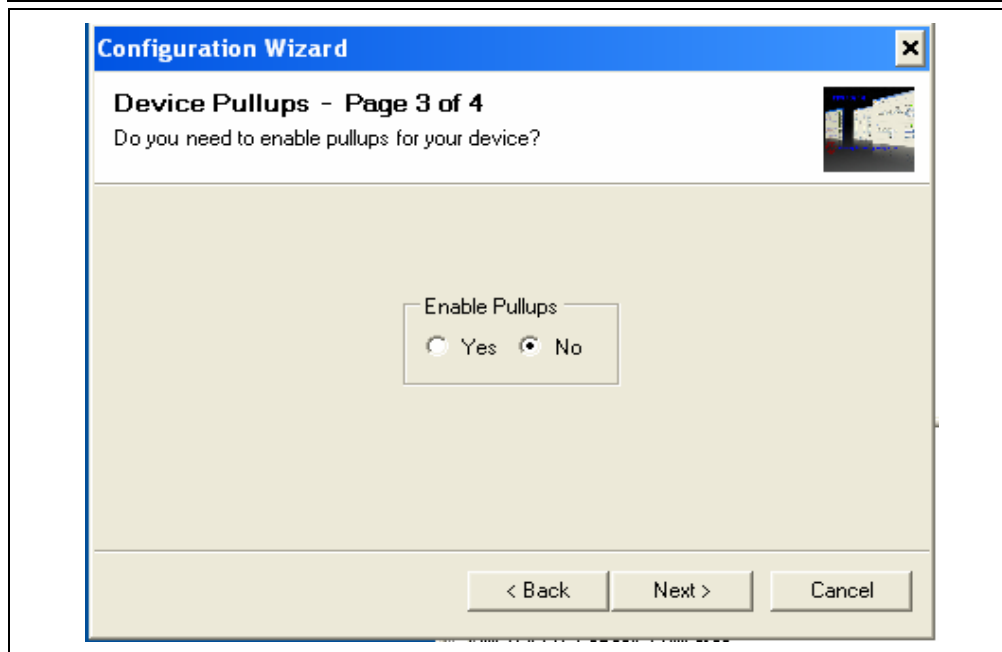 Configuration Wizard
Device Pullups - Page 3 of 4
Do you need to enable pullups for your device?
Enable Pullups
Yes No
< Back Next > Cancel